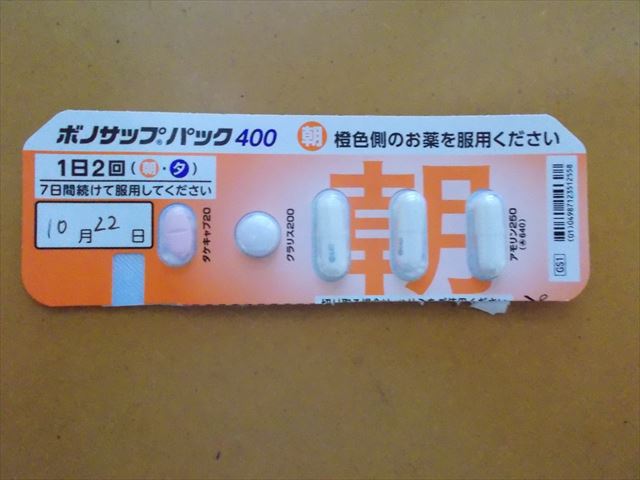 ボノサップ®パック400
朝 橙色側のお薬を服用ください
1日2回(朝・夕)
7日間続けて服用してください
10月22日
タケキャブ20
クラリス200
朝
アモリン250
GS1